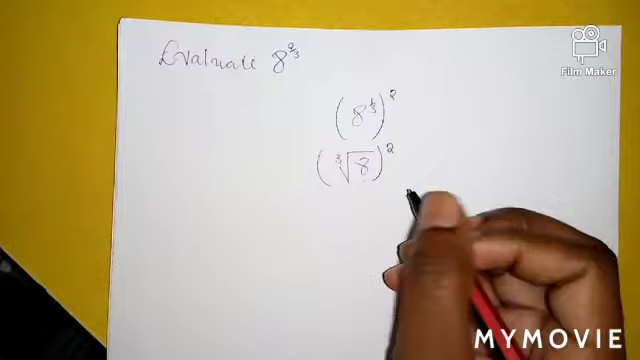 Evaluate 8^{2/3}
(8^{1/3})^2
(∛8)^2
Film Maker
MYMOVIE